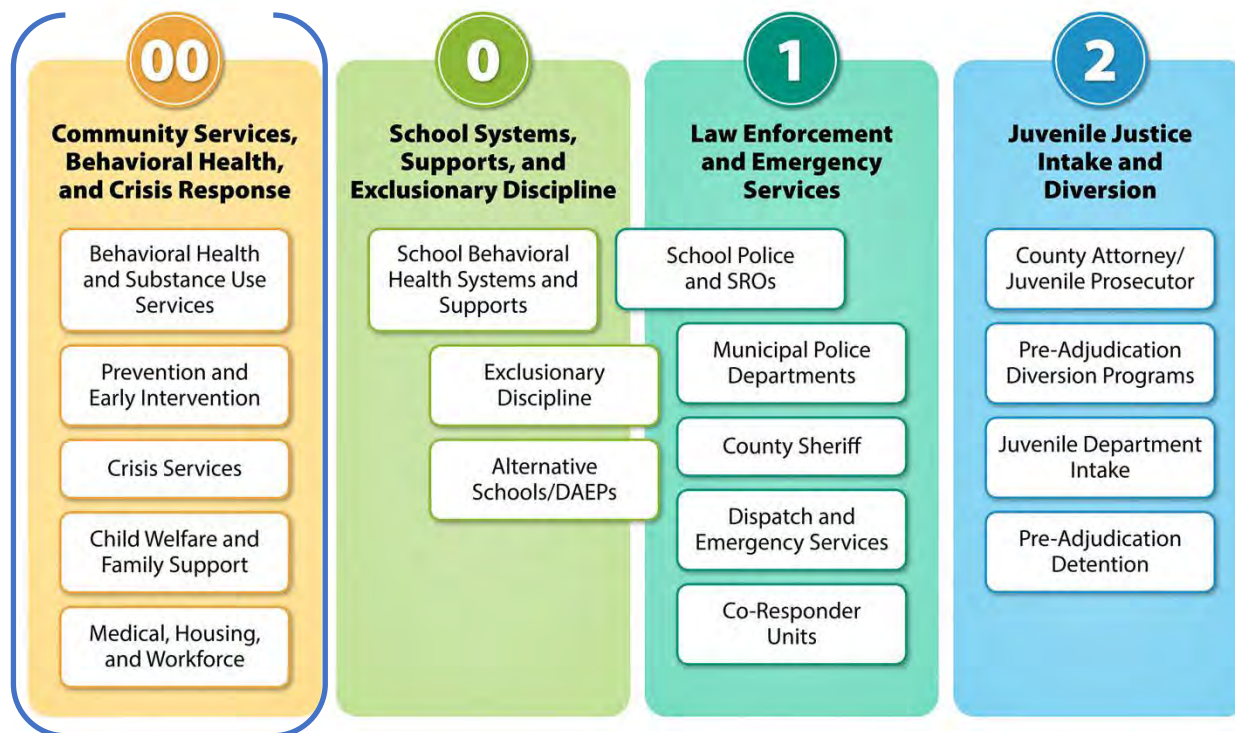 00
Community Services,
Behavioral Health,
and Crisis Response
Behavioral Health
and Substance Use
Services
Prevention and
Early Intervention
Crisis Services
Child Welfare and
Family Support
Medical, Housing,
and Workforce
0
School Systems,
Supports, and
Exclusionary Discipline
School Behavioral
Health Systems and
Supports
Exclusionary
Discipline
Alternative
Schools/DAEPs
1
Law Enforcement
and Emergency
Services
School Police
and SROs
Municipal Police
Departments
County Sheriff
Dispatch and
Emergency Services
Co-Responder
Units
2
Juvenile Justice
Intake and
Diversion
County Attorney/
Juvenile Prosecutor
Pre-Adjudication
Diversion Programs
Juvenile Department
Intake
Pre-Adjudication
Detention